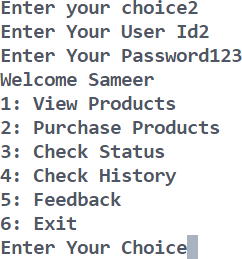 Enter your choice2
Enter Your User Id2
Enter Your Password123
Welcome Sameer
1: View Products
2: Purchase Products
3: Check Status
4: Check History
5: Feedback
6: Exit
Enter Your Choice